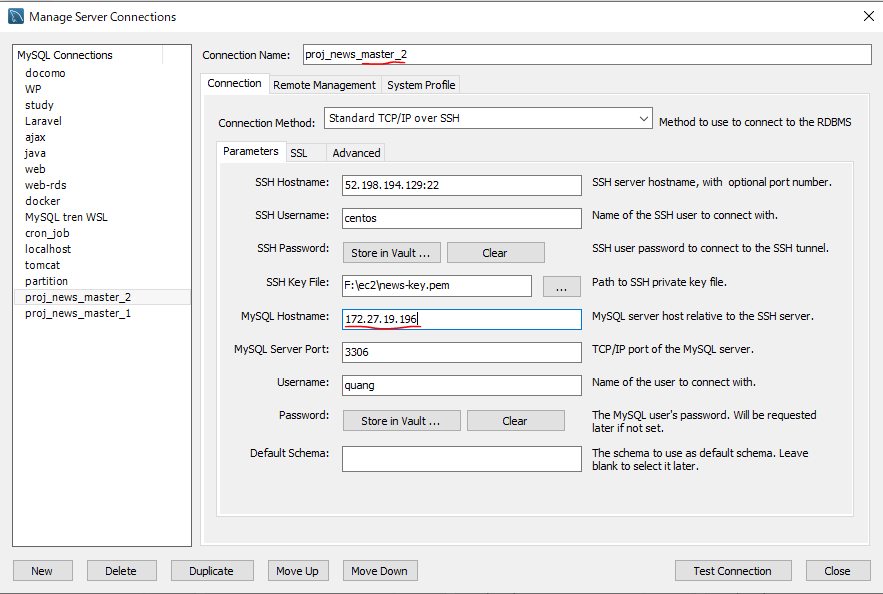 Manage Server Connections
MySQL Connections
docomo
WP
study
Laravel
ajax
java
web
web-rds
docker
MySQL tren WSL
cron_job
localhost
tomcat
partition
proj_news_master_2
proj_news_master_1
Connection Name: proj_news_master_2
Connection Remote Management System Profile
Connection Method: Standard TCP/IP over SSH Method to use to connect to the RDBMS
Parameters SSL Advanced
SSH Hostname: 52.198.194.129:22 SSH server hostname, with optional port number.
SSH Username: centos Name of the SSH user to connect with.
SSH Password: Store in Vault ... Clear SSH user password to connect to the SSH tunnel.
SSH Key File: F:\ec2\news-key.pem ... Path to SSH private key file.
MySQL Hostname: 172.27.19.196 MySQL server host relative to the SSH server.
MySQL Server Port: 3306 TCP/IP port of the MySQL server.
Username: quang Name of the user to connect with.
Password: Store in Vault ... Clear The MySQL user's password. Will be requested
later if not set.
Default Schema: The schema to use as default schema. Leave
blank to select it later.
New Delete Duplicate Move Up Move Down Test Connection Close